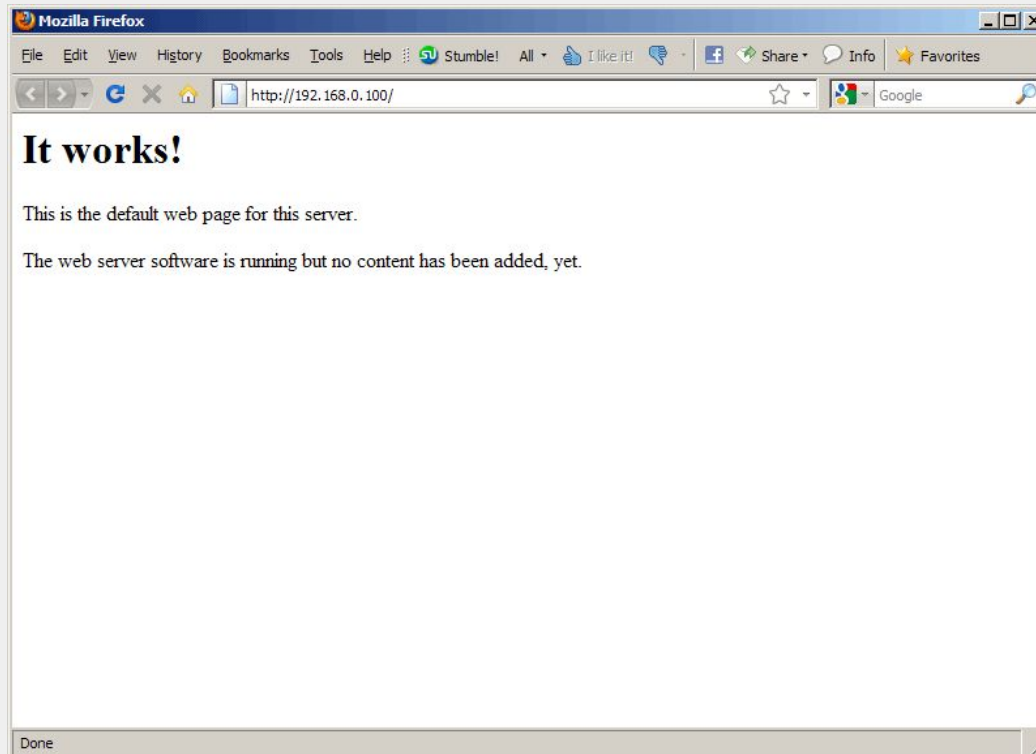 Mozilla Firefox
File Edit View History Bookmarks Tools Help Stumble! All I like it! Share Info Favorites
http://192.168.0.100/ Google
It works!
This is the default web page for this server.
The web server software is running but no content has been added, yet.
Done